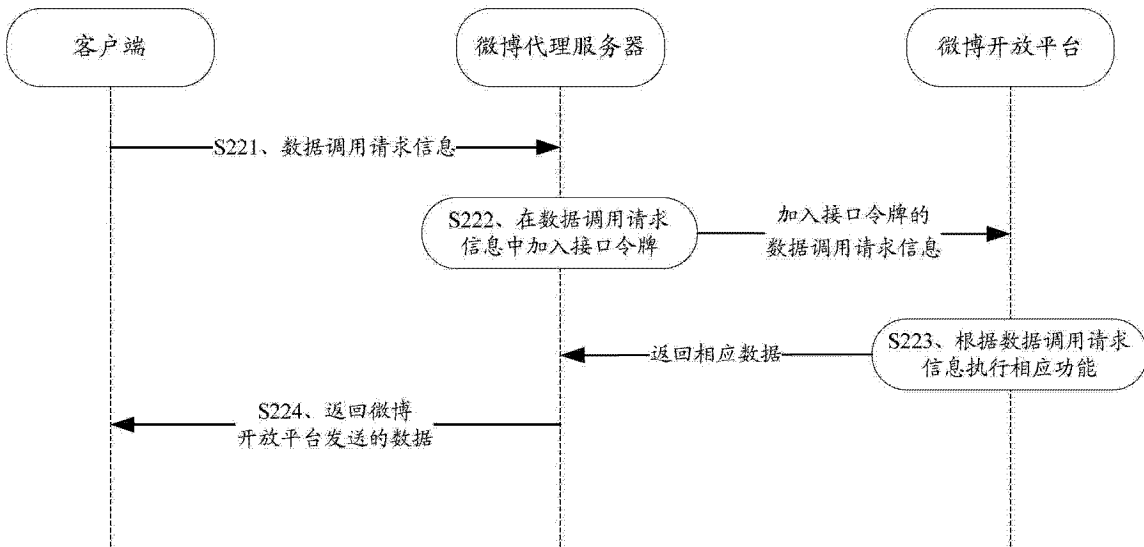 客户端
微博代理服务器
微博开放平台
S221、数据调用请求信息
S222、在数据调用请求
信息中加入接口令牌
加入接口令牌的
数据调用请求信息
S223、根据数据调用请求
信息执行相应功能
返回相应数据
S224、返回微博
开放平台发送的数据